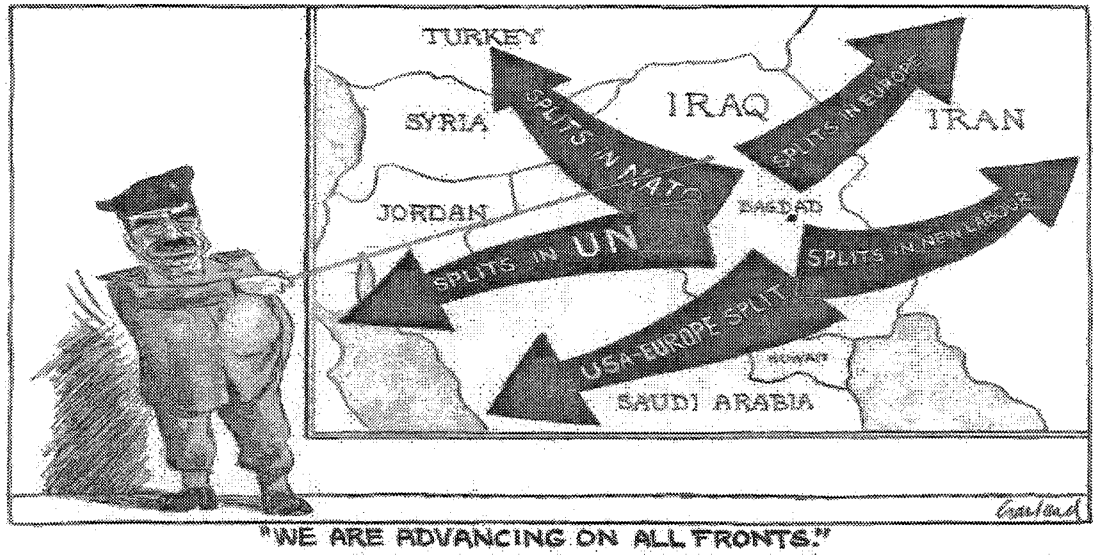 TURKEY
SYRIA
IRAQ
IRAN
JORDAN
BAGDAD
KUWAIT
SAUDI ARABIA
SPLITS IN NATO
SPLITS IN EUROPE
SPLITS IN UN
SPLITS IN NEW LABOUR
USA-EUROPE SPLIT
Garland
"WE ARE ADVANCING ON ALL FRONTS."